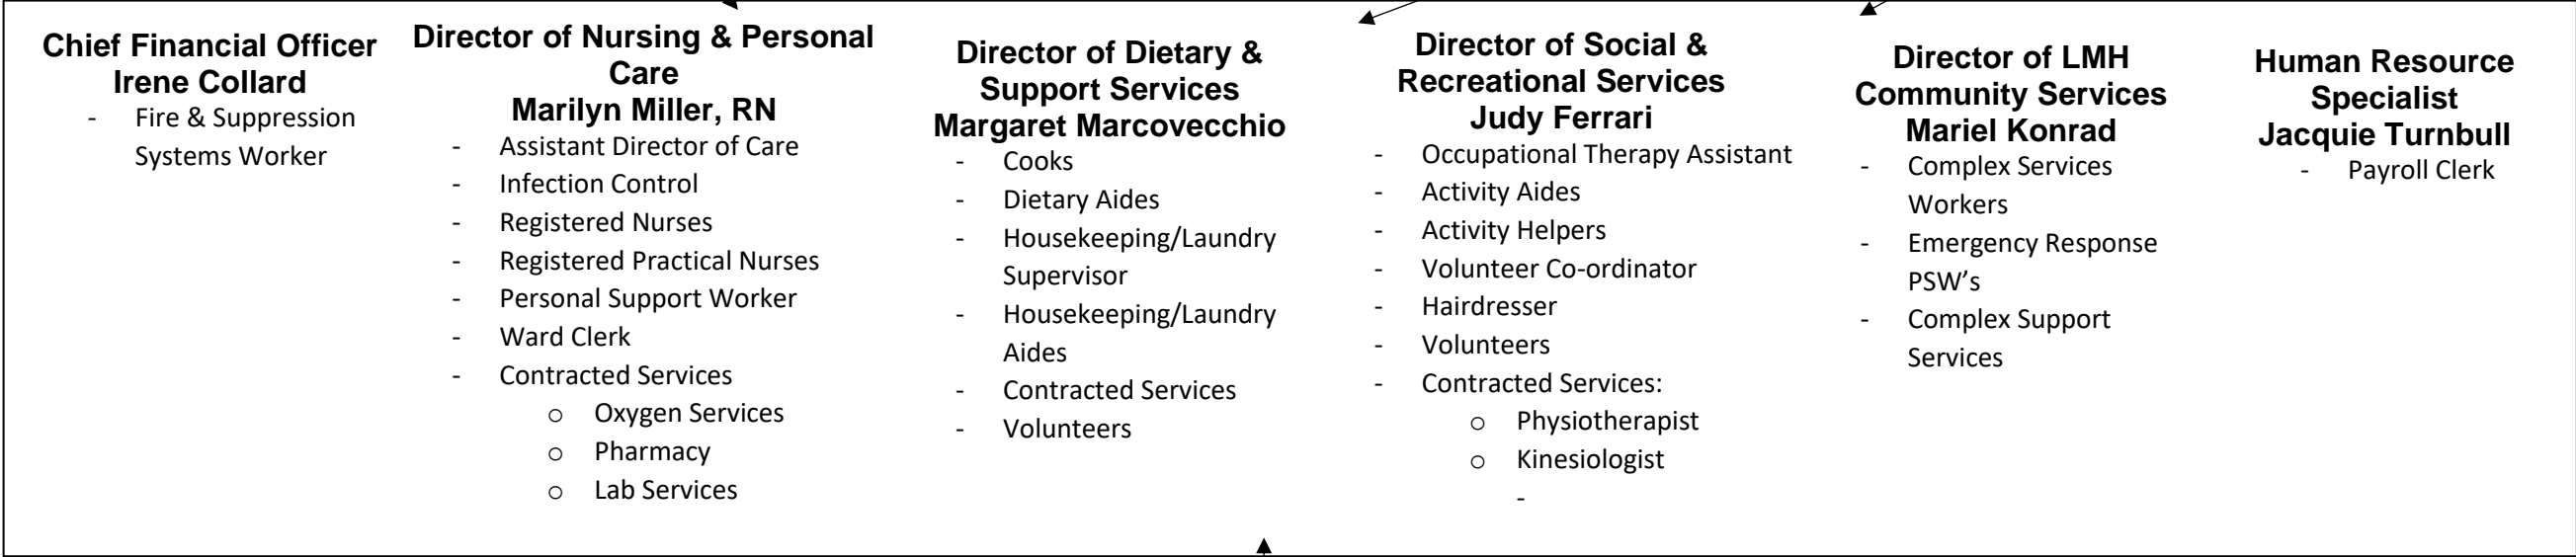 Chief Financial Officer
Irene Collard
- Fire & Suppression
Systems Worker
Director of Nursing & Personal
Care
Marilyn Miller, RN
- Assistant Director of Care
- Infection Control
- Registered Nurses
- Registered Practical Nurses
- Personal Support Worker
- Ward Clerk
- Contracted Services
o Oxygen Services
o Pharmacy
o Lab Services
Director of Dietary &
Support Services
Margaret Marcovecchio
- Cooks
- Dietary Aides
- Housekeeping/Laundry
Supervisor
- Housekeeping/Laundry
Aides
- Contracted Services
- Volunteers
Director of Social &
Recreational Services
Judy Ferrari
- Occupational Therapy Assistant
- Activity Aides
- Activity Helpers
- Volunteer Co-ordinator
- Hairdresser
- Volunteers
- Contracted Services:
o Physiotherapist
o Kinesiologist
-
Director of LMH
Community Services
Mariel Konrad
- Complex Services
Workers
- Emergency Response
PSW’s
- Complex Support
Services
Human Resource
Specialist
Jacquie Turnbull
- Payroll Clerk